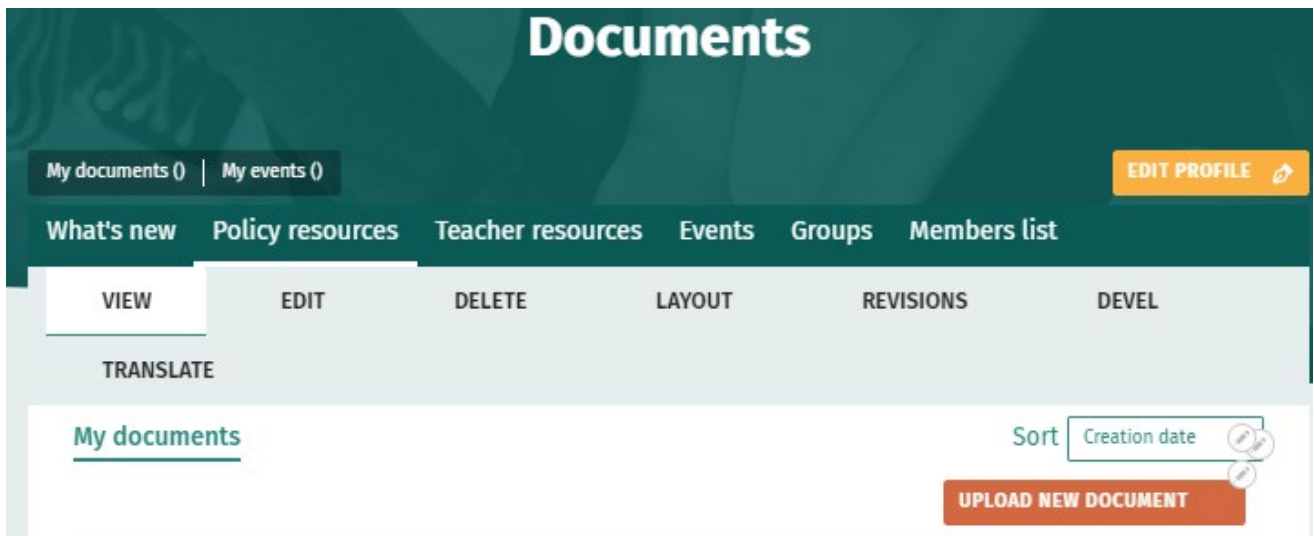 Documents
My documents () | My events ()
EDIT PROFILE
What's new Policy resources Teacher resources Events Groups Members list
VIEW EDIT DELETE LAYOUT REVISIONS DEVEL
TRANSLATE
My documents
Sort Creation date
UPLOAD NEW DOCUMENT